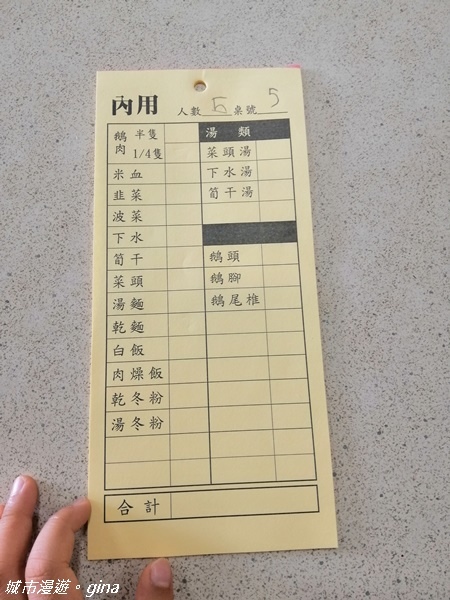 內用 人數 5 桌號 5
鵝肉 半隻
1/4隻
米血
韭菜
波菜
下水
筍干
菜頭
湯麵
乾麵
白飯
肉燥飯
乾冬粉
湯冬粉
湯類
菜頭湯
下水湯
筍干湯
鵝頭
鵝腳
鵝尾椎
合計
城市漫遊。gina